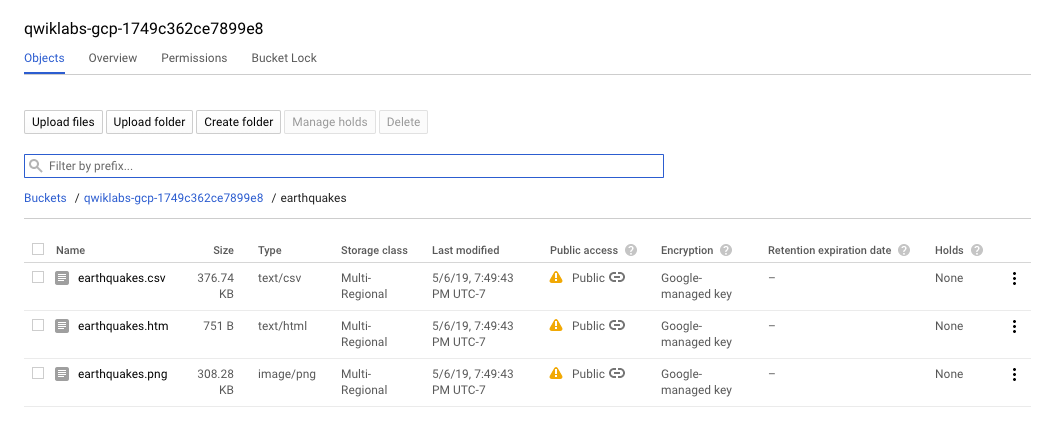 qwiklabs-gcp-1749c362ce7899e8
Objects Overview Permissions Bucket Lock
Upload files Upload folder Create folder Manage holds Delete
Filter by prefix...
Buckets / qwiklabs-gcp-1749c362ce7899e8 / earthquakes
Name Size Type Storage class Last modified Public access ? Encryption ? Retention expiration date ? Holds ?
earthquakes.csv 376.74 text/csv Multi- 5/6/19, 7:49:43 Public Google- – None
KB Regional PM UTC-7 managed key
earthquakes.htm 751 B text/html Multi- 5/6/19, 7:49:43 Public Google- – None
Regional PM UTC-7 managed key
earthquakes.png 308.28 image/png Multi- 5/6/19, 7:49:43 Public Google- – None
KB Regional PM UTC-7 managed key